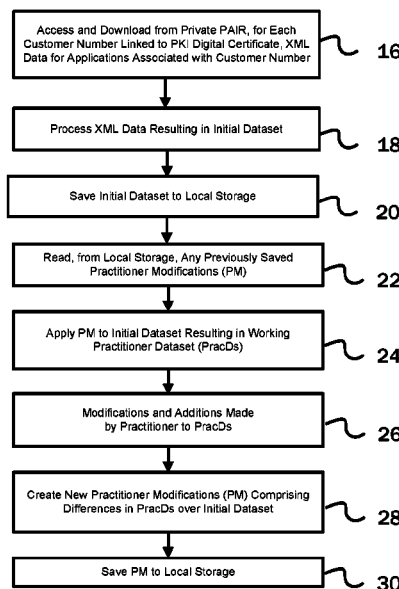 Access and Download from Private PAIR, for Each
Customer Number Linked to PKI Digital Certificate, XML
Data for Applications Associated with Customer Number
16
Process XML Data Resulting in Initial Dataset
18
Save Initial Dataset to Local Storage
20
Read, from Local Storage, Any Previously Saved
Practitioner Modifications (PM)
22
Apply PM to Initial Dataset Resulting in Working
Practitioner Dataset (PracDs)
24
Modifications and Additions Made
by Practitioner to PracDs
26
Create New Practitioner Modifications (PM) Comprising
Differences in PracDs over Initial Dataset
28
Save PM to Local Storage
30